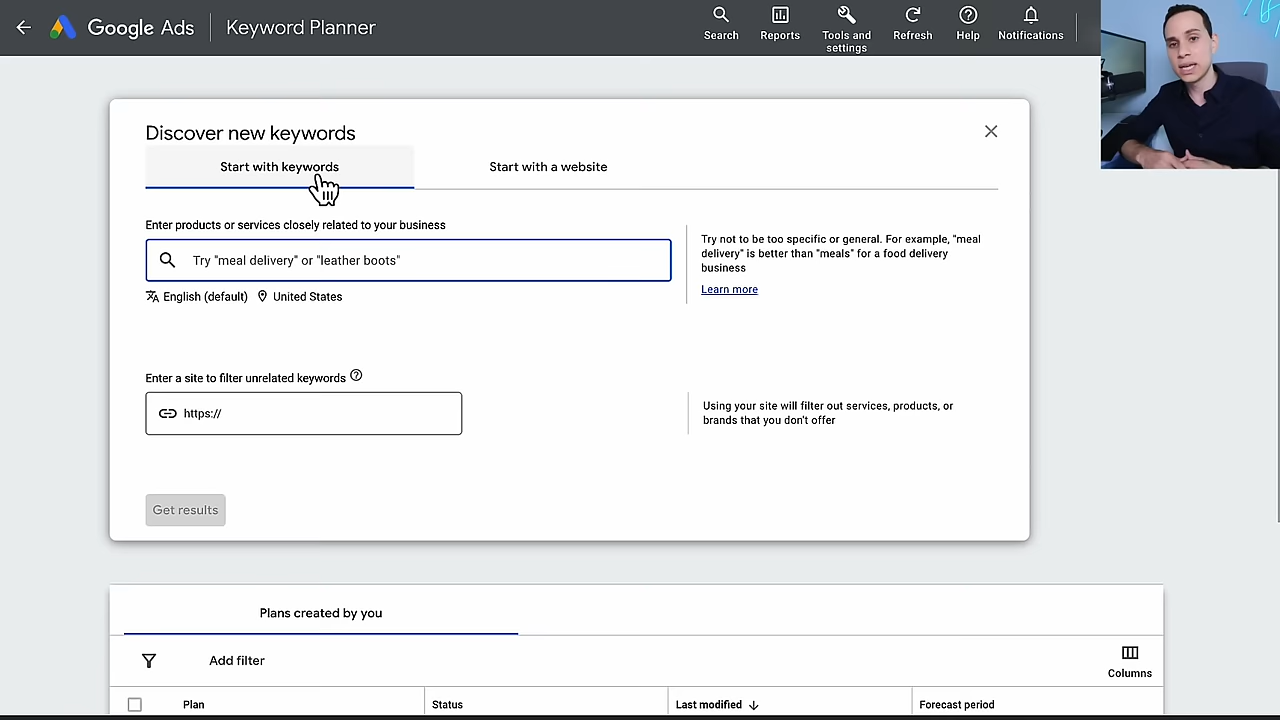 Google Ads Keyword Planner
Search Reports Tools and settings Refresh Help Notifications
Discover new keywords
Start with keywords Start with a website
Enter products or services closely related to your business
Try "meal delivery" or "leather boots"
English (default) United States
Try not to be too specific or general. For example, "meal
delivery" is better than "meals" for a food delivery
business
Learn more
Enter a site to filter unrelated keywords
https://
Using your site will filter out services, products, or
brands that you don't offer
Get results
Plans created by you
Add filter
Columns
Plan Status Last modified Forecast period